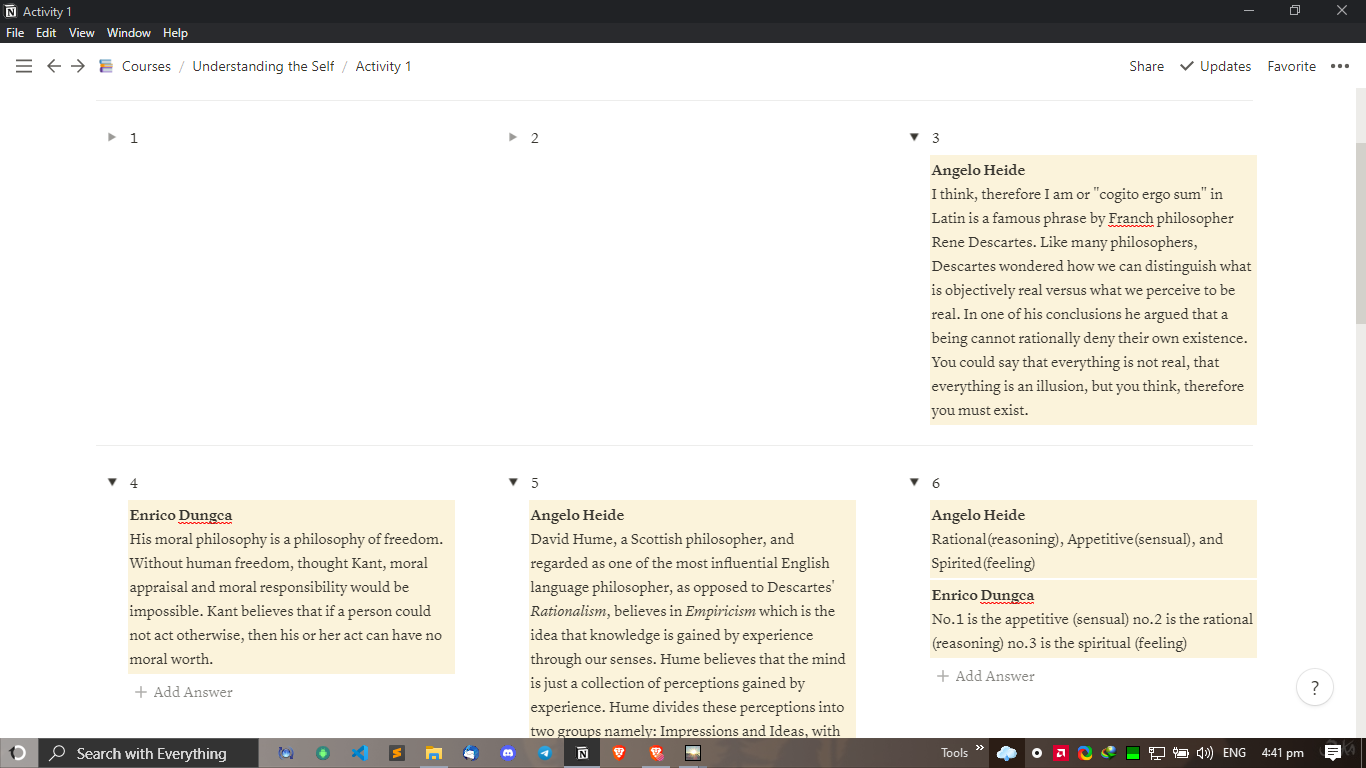 Activity 1
File Edit View Window Help
Courses / Understanding the Self / Activity 1
Share Updates Favorite
1
2
3
Angelo Heide
I think, therefore I am or "cogito ergo sum" in
Latin is a famous phrase by Franch philosopher
Rene Descartes. Like many philosophers,
Descartes wondered how we can distinguish what
is objectively real versus what we perceive to be
real. In one of his conclusions he argued that a
being cannot rationally deny their own existence.
You could say that everything is not real, that
everything is an illusion, but you think, therefore
you must exist.
4
Enrico Dungca
His moral philosophy is a philosophy of freedom.
Without human freedom, thought Kant, moral
appraisal and moral responsibility would be
impossible. Kant believes that if a person could
not act otherwise, then his or her act can have no
moral worth.
+ Add Answer
5
Angelo Heide
David Hume, a Scottish philosopher, and
regarded as one of the most influential English
language philosopher, as opposed to Descartes'
Rationalism, believes in Empiricism which is the
idea that knowledge is gained by experience
through our senses. Hume believes that the mind
is just a collection of perceptions gained by
experience. Hume divides these perceptions into
two groups namely: Impressions and Ideas, with
6
Angelo Heide
Rational(reasoning), Appetitive(sensual), and
Spirited(feeling)
Enrico Dungca
No.1 is the appetitive (sensual) no.2 is the rational
(reasoning) no.3 is the spiritual (feeling)
+ Add Answer
?
Search with Everything
Tools » ENG 4:41 pm